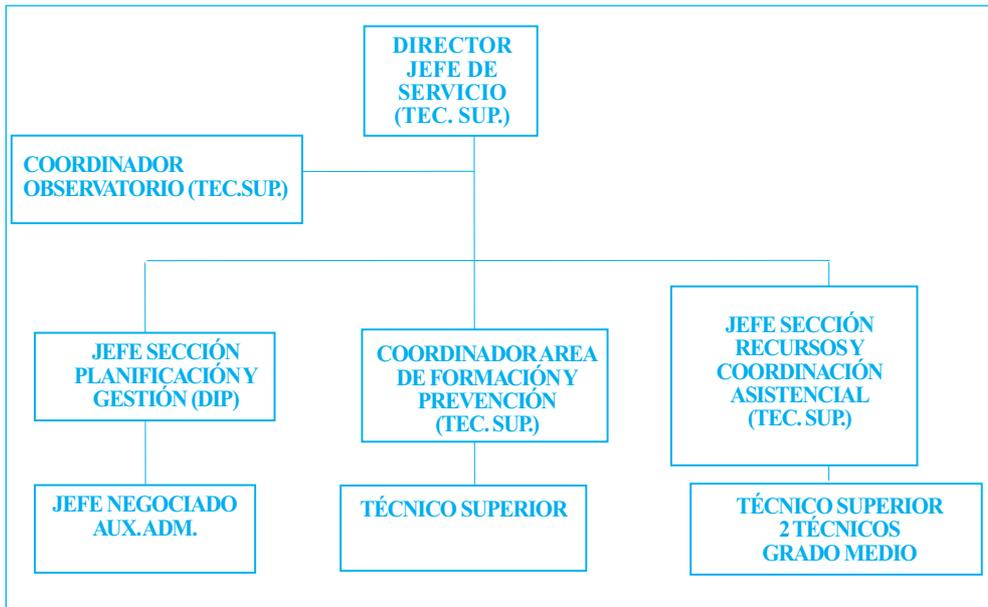 DIRECTOR
JEFE DE
SERVICIO
(TEC. SUP.)
COORDINADOR
OBSERVATORIO (TEC.SUP.)
JEFE SECCIÓN
PLANIFICACIÓN Y
GESTIÓN (DIP)
COORDINADOR AREA
DE FORMACIÓN Y
PREVENCIÓN
(TEC. SUP.)
JEFE SECCIÓN
RECURSOS Y
COORDINACIÓN
ASISTENCIAL
(TEC. SUP.)
JEFE NEGOCIADO
AUX. ADM.
TÉCNICO SUPERIOR
TÉCNICO SUPERIOR
2 TÉCNICOS
GRADO MEDIO